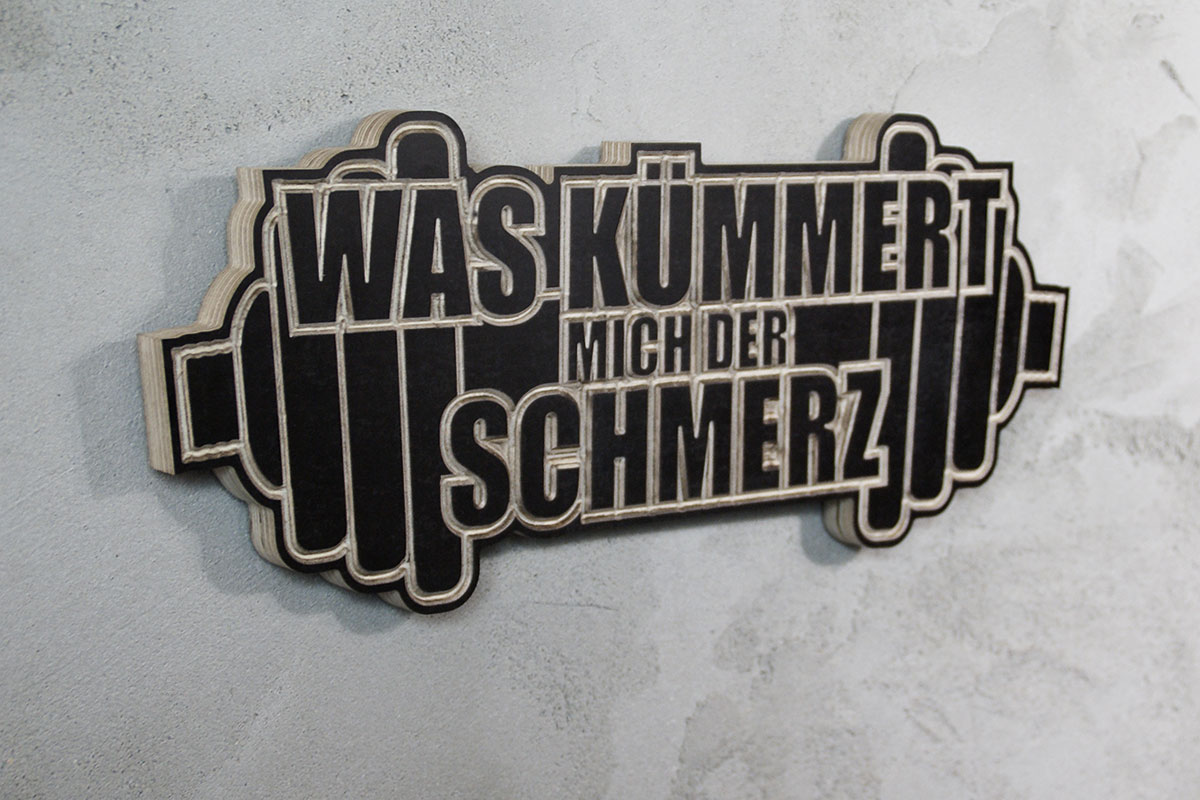 WAS KÜMMERT
MICH DER
SCHMERZ